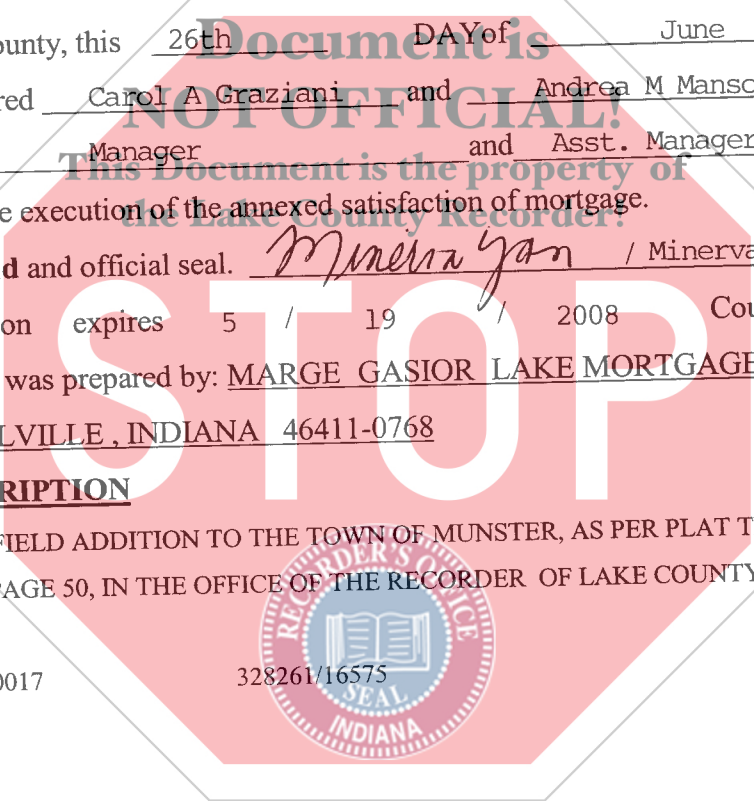 ounty, this 26th DAYof June
red Carol A Graziani and Andrea M Mansc
Manager and Asst. Manager
e execution of the annexed satisfaction of mortgage.
d and official seal. Minerva Yan / Minerva
on expires 5 / 19 / 2008 Cou
was prepared by: MARGE GASIOR LAKE MORTGAGE
LVILLE , INDIANA 46411-0768
RIPTION
FIELD ADDITION TO THE TOWN OF MUNSTER, AS PER PLAT T
PAGE 50, IN THE OFFICE OF THE RECORDER OF LAKE COUNTY
0017 328261/16575
Document is
NOT OFFICIAL!
This Document is the property of
the Lake County Recorder!
STOP
RECORDER'S OFFICE
SEAL
INDIANA